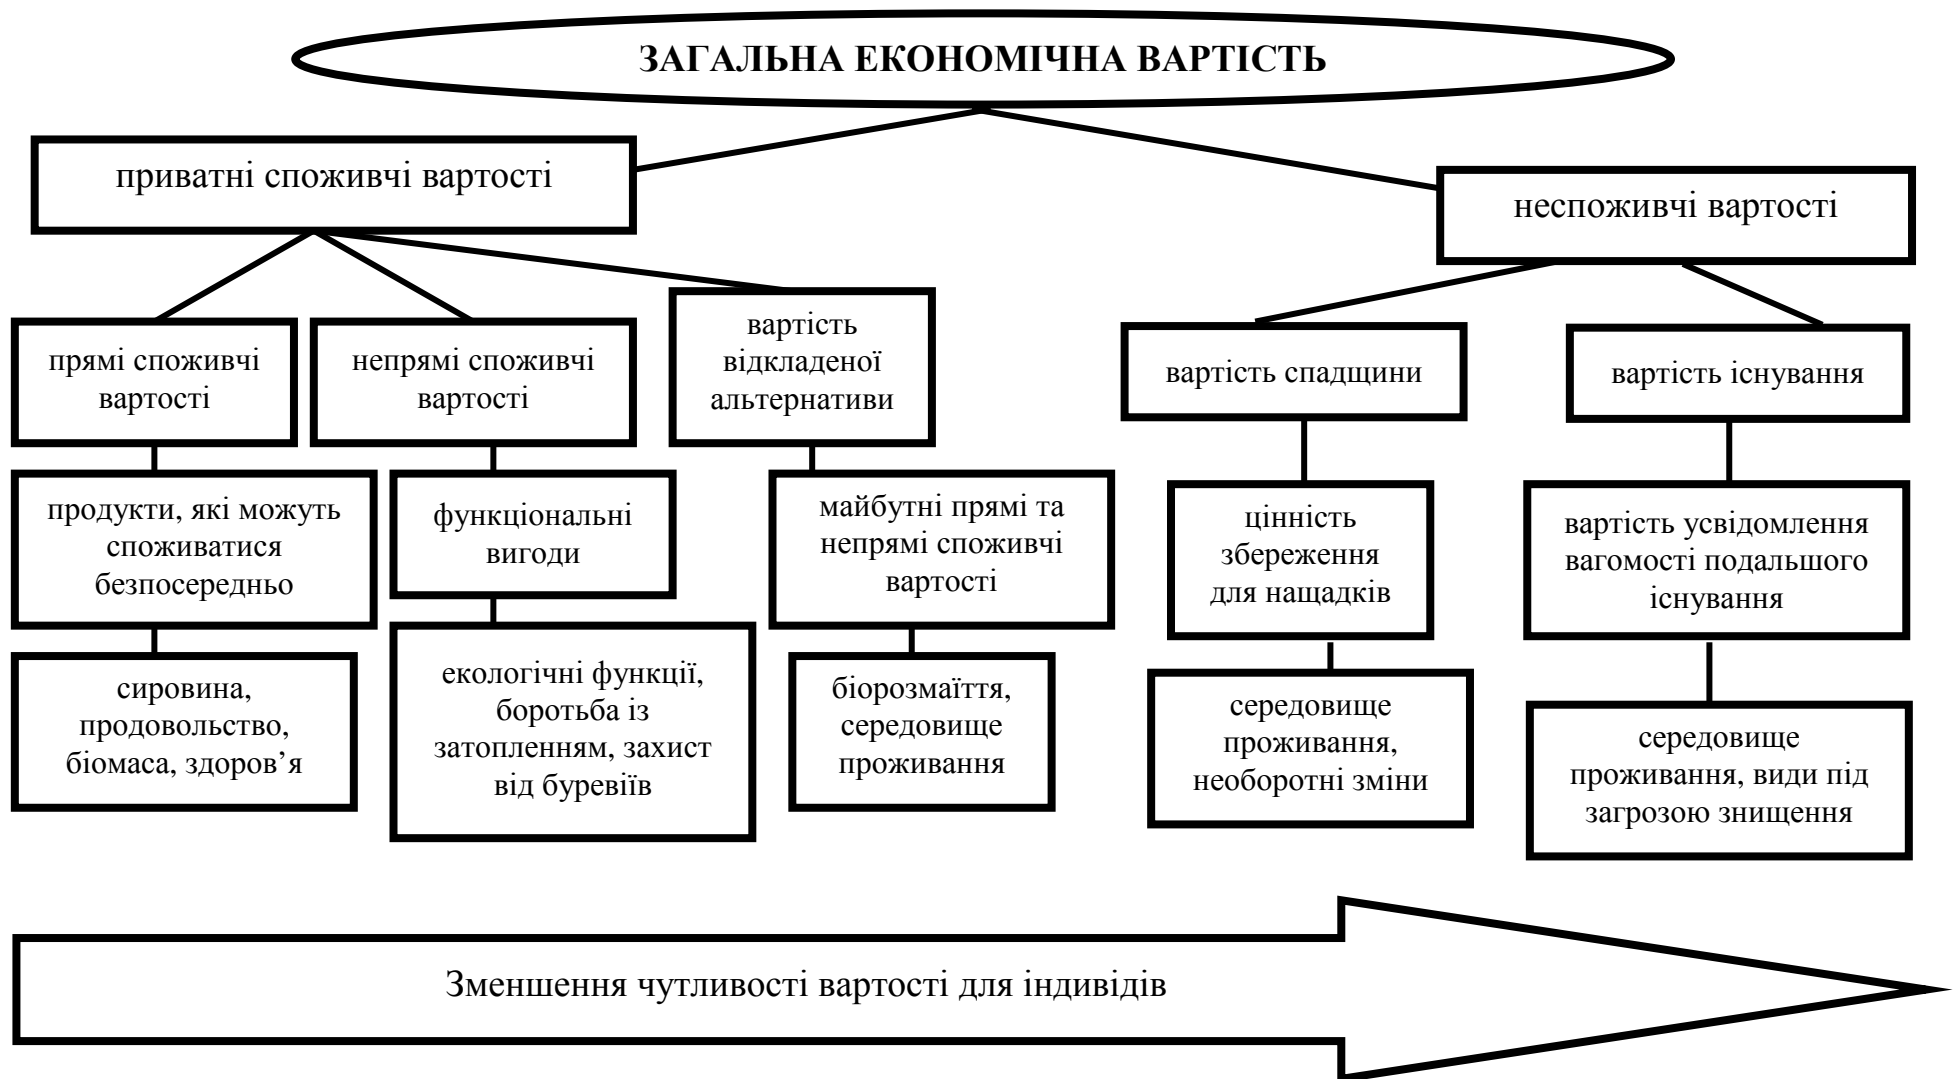 ЗАГАЛЬНА ЕКОНОМІЧНА ВАРТІСТЬ
приватні споживчі вартості
неспоживчі вартості
прямі споживчі
вартості
непрямі споживчі
вартості
вартість
відкладеної
альтернативи
вартість спадщини
вартість існування
продукти, які можуть
споживатися
безпосередньо
функціональні
вигоди
майбутні прямі та
непрямі споживчі
вартості
цінність
збереження
для нащадків
вартість усвідомлення
вагомості подальшого
існування
сировина,
продовольство,
біомаса, здоров’я
екологічні функції,
боротьба із
затопленням, захист
від буревіїв
біорозмаїття,
середовище
проживання
середовище
проживання,
необоротні зміни
середовище
проживання, види під
загрозою знищення
Зменшення чутливості вартості для індивідів